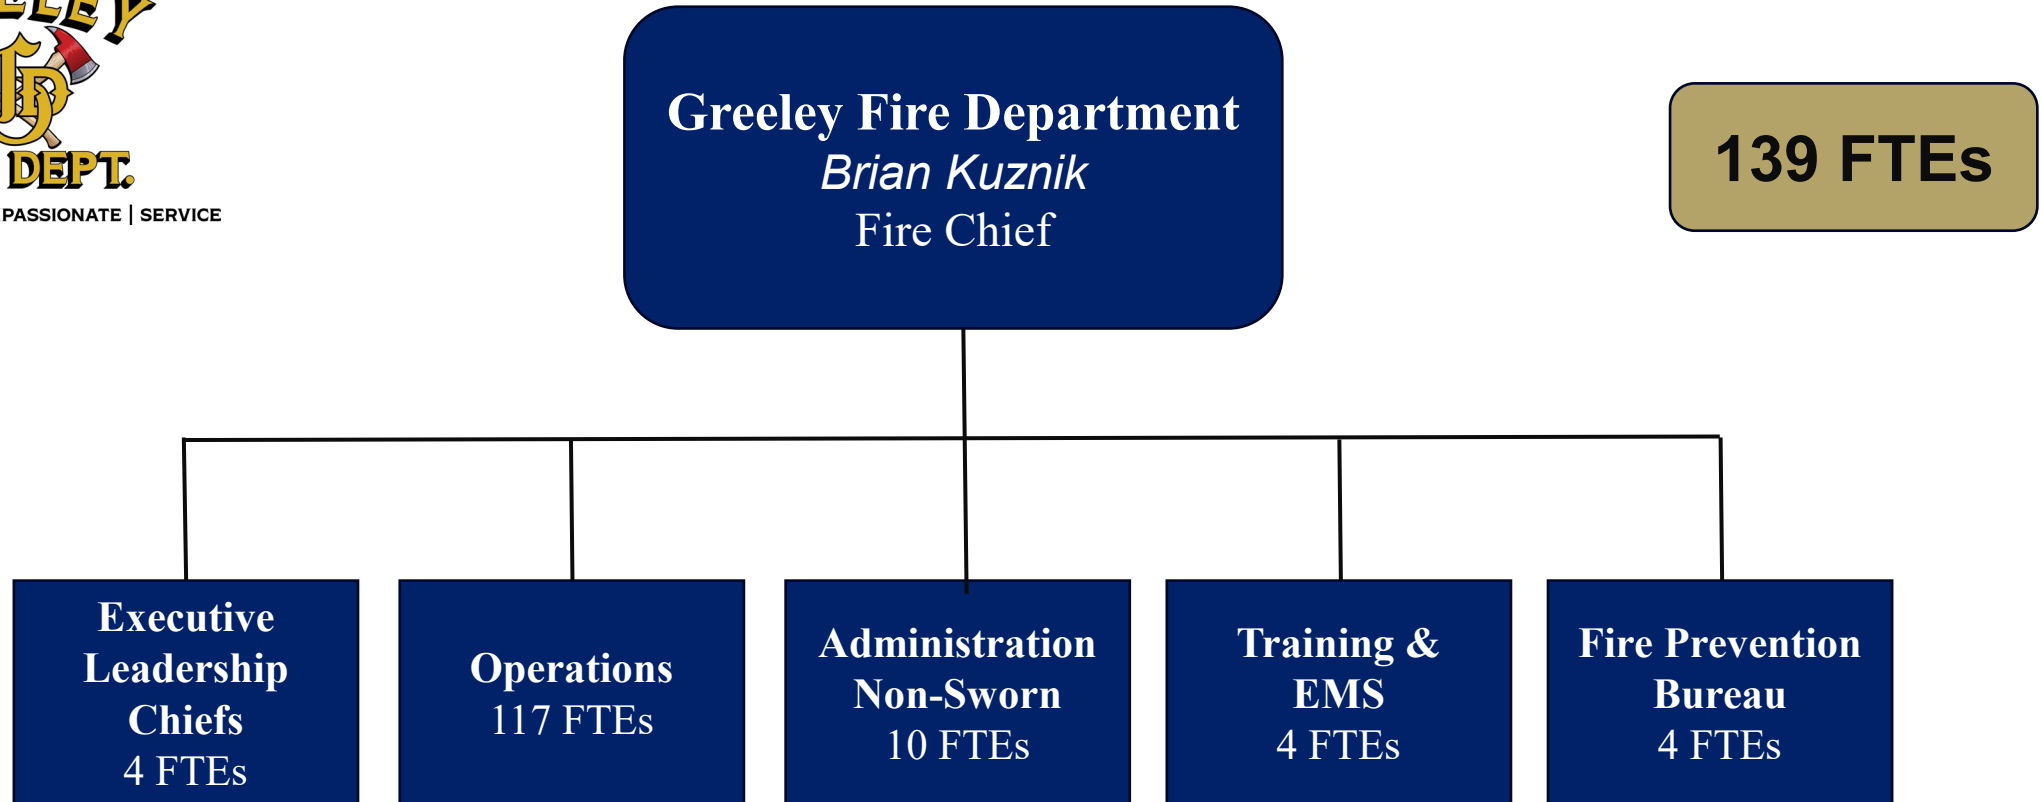 DEPT.
PASSIONATE | SERVICE
Greeley Fire Department
Brian Kuznik
Fire Chief
139 FTEs
Executive
Leadership
Chiefs
4 FTEs
Operations
117 FTEs
Administration
Non-Sworn
10 FTEs
Training &
EMS
4 FTEs
Fire Prevention
Bureau
4 FTEs